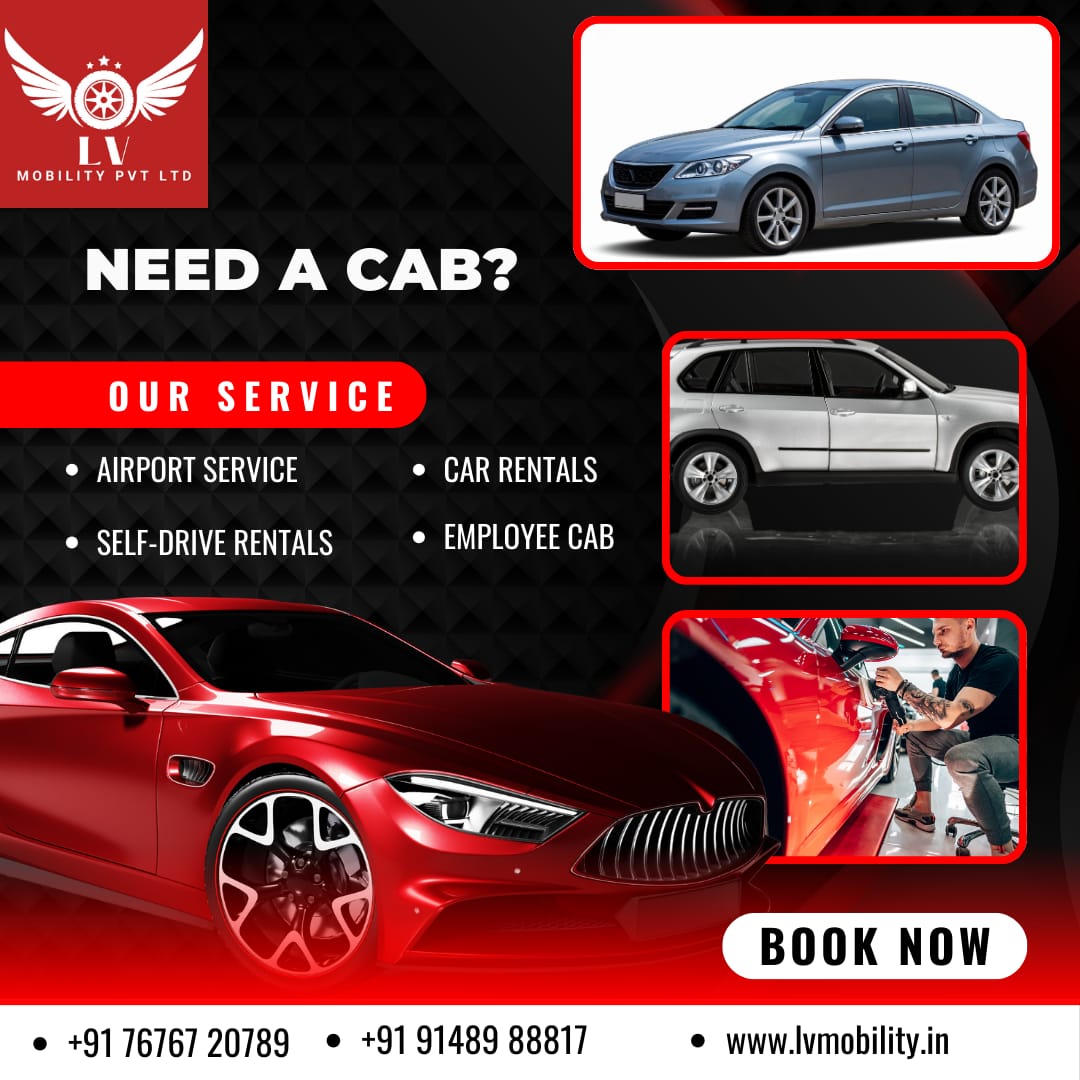 LV
MOBILITY PVT LTD
NEED A CAB?
OUR SERVICE
• AIRPORT SERVICE
• CAR RENTALS
• SELF-DRIVE RENTALS
• EMPLOYEE CAB
BOOK NOW
• +91 76767 20789 • +91 91489 88817 • www.lvmobility.in